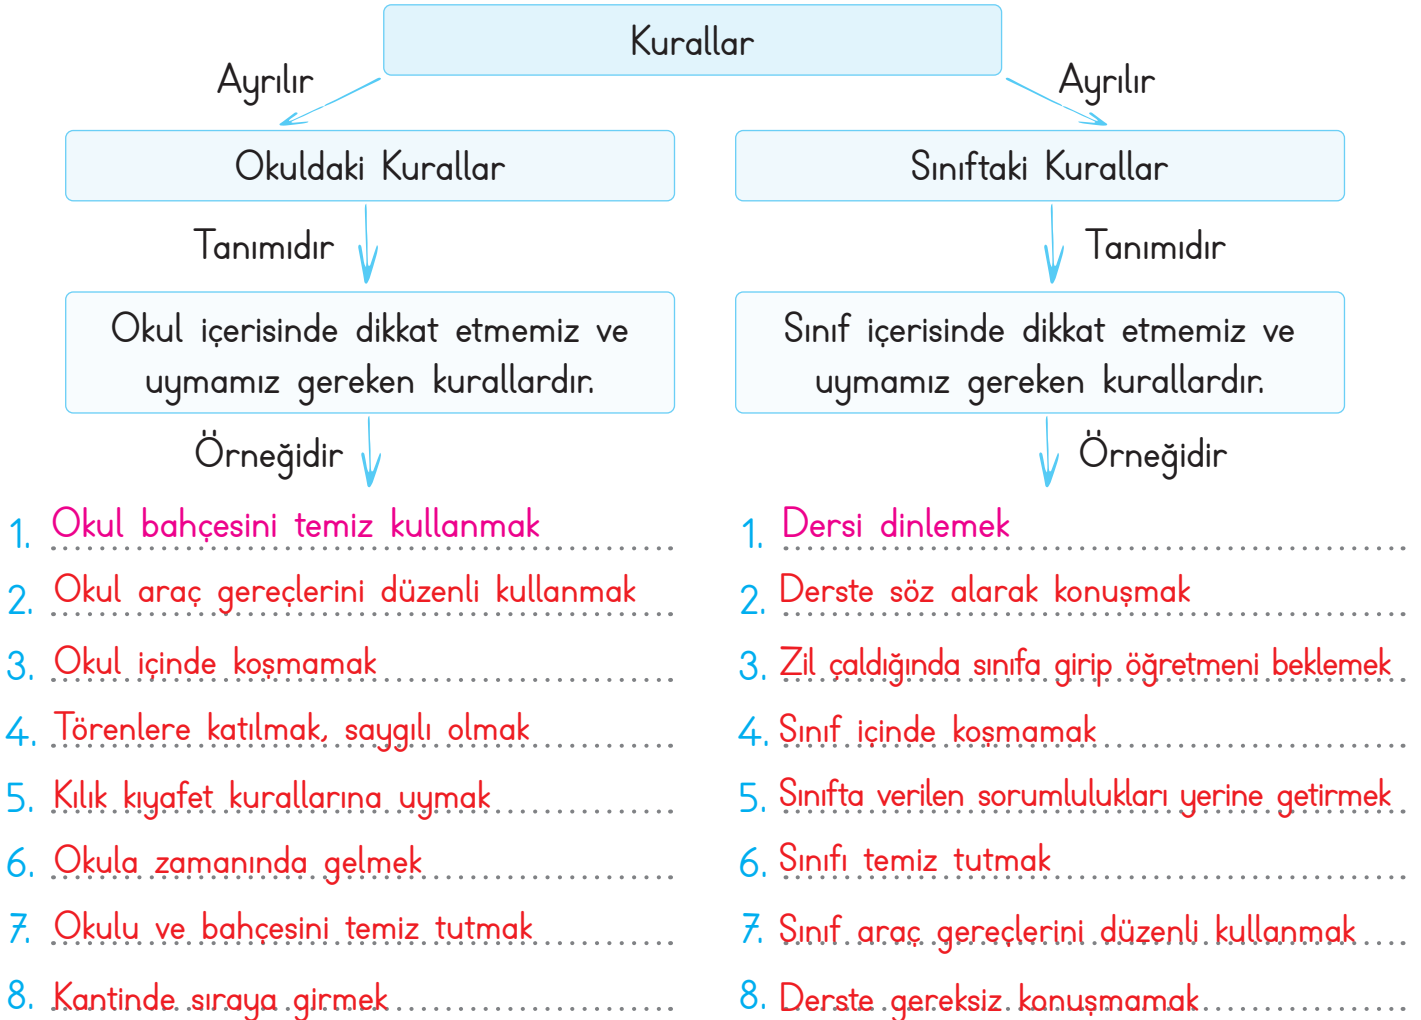 Kurallar
Ayrılır
Ayrılır
Okuldaki Kurallar
Sınıftaki Kurallar
Tanımıdır
Tanımıdır
Okul içerisinde dikkat etmemiz ve
uymamız gereken kurallardır.
Sınıf içerisinde dikkat etmemiz ve
uymamız gereken kurallardır.
Örneğidir
Örneğidir
1. Okul bahçesini temiz kullanmak
2. Okul araç gereçlerini düzenli kullanmak
3. Okul içinde koşmamak
4. Törenlere katılmak, saygılı olmak
5. Kılık kıyafet kurallarına uymak
6. Okula zamanında gelmek
7. Okulu ve bahçesini temiz tutmak
8. Kantinde sıraya girmek
1. Dersi dinlemek
2. Derste söz alarak konuşmak
3. Zil çaldığında sınıfa girip öğretmeni beklemek
4. Sınıf içinde koşmamak
5. Sınıfta verilen sorumlulukları yerine getirmek
6. Sınıfı temiz tutmak
7. Sınıf araç gereçlerini düzenli kullanmak
8. Derste gereksiz konuşmamak